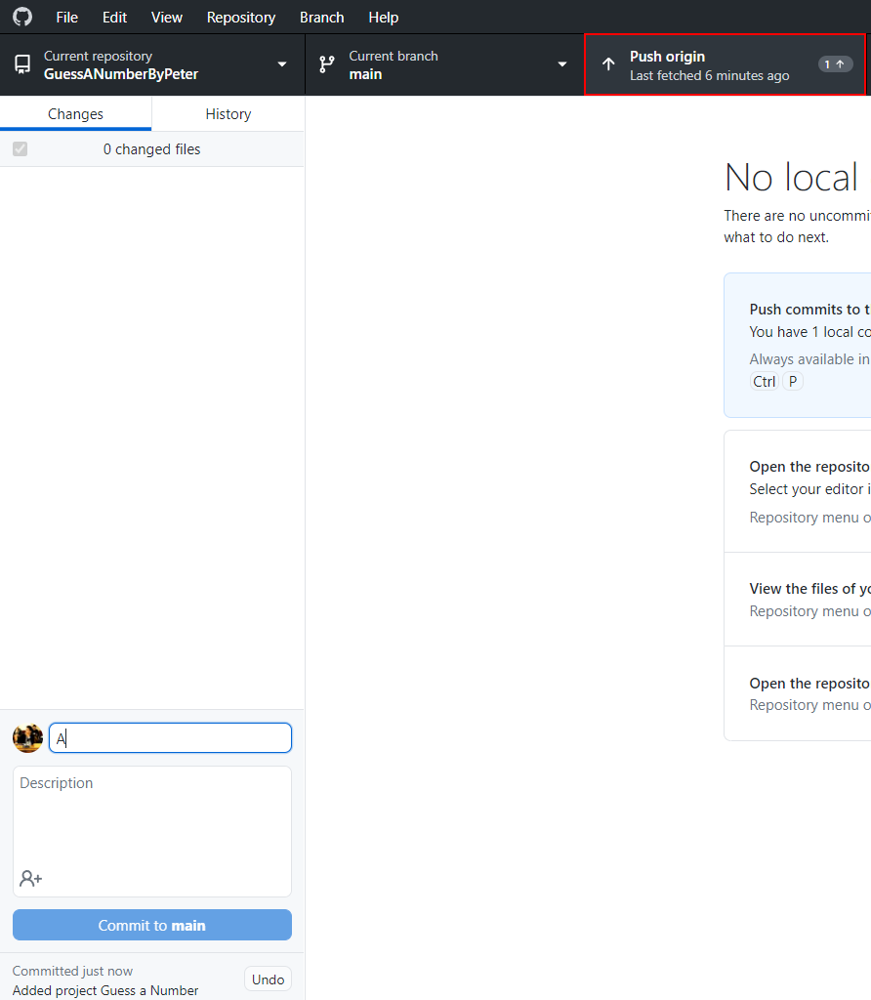 File Edit View Repository Branch Help
Current repository
GuessANumberByPeter
Current branch
main
Push origin
Last fetched 6 minutes ago
1
Changes History
0 changed files
No local
There are no uncommi
what to do next.
Push commits to t
You have 1 local co
Always available in
Ctrl P
Open the reposito
Select your editor i
Repository menu o
View the files of yo
Repository menu o
Open the reposito
Repository menu o
A
Description
Commit to main
Committed just now
Added project Guess a Number
Undo